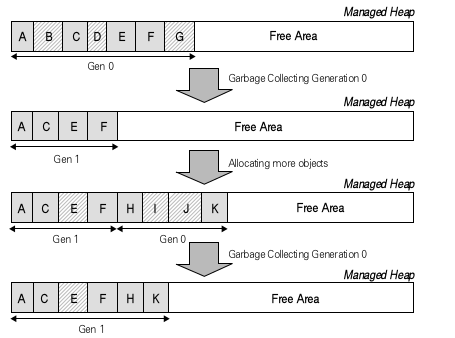 Managed Heap
A B C D E F G Free Area
Gen 0
Garbage Collecting Generation 0
Managed Heap
A C E F Free Area
Gen 1
Allocating more objects
Managed Heap
A C E F H I J K Free Area
Gen 1 Gen 0
Garbage Collecting Generation 0
Managed Heap
A C E F H K Free Area
Gen 1